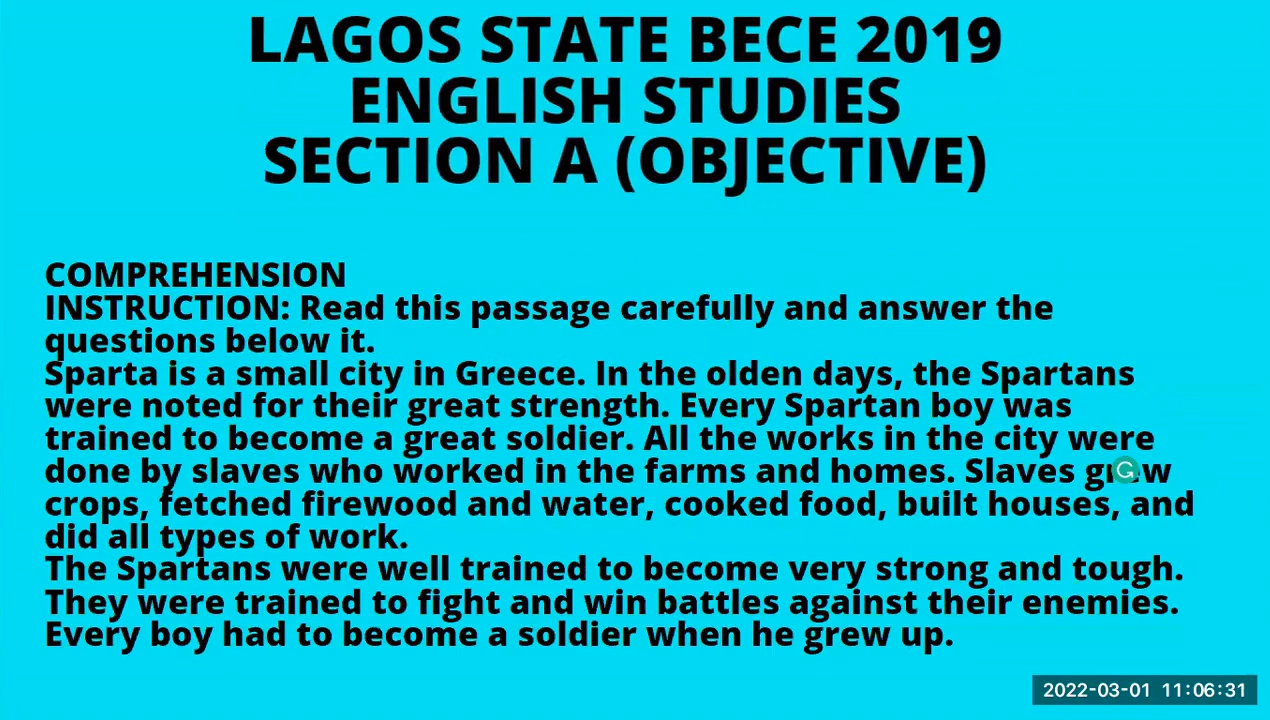 LAGOS STATE BECE 2019
ENGLISH STUDIES
SECTION A (OBJECTIVE)
COMPREHENSION
INSTRUCTION: Read this passage carefully and answer the
questions below it.
Sparta is a small city in Greece. In the olden days, the Spartans
were noted for their great strength. Every Spartan boy was
trained to become a great soldier. All the works in the city were
done by slaves who worked in the farms and homes. Slaves grew
crops, fetched firewood and water, cooked food, built houses, and
did all types of work.
The Spartans were well trained to become very strong and tough.
They were trained to fight and win battles against their enemies.
Every boy had to become a soldier when he grew up.
2022-03-01 11:06:31